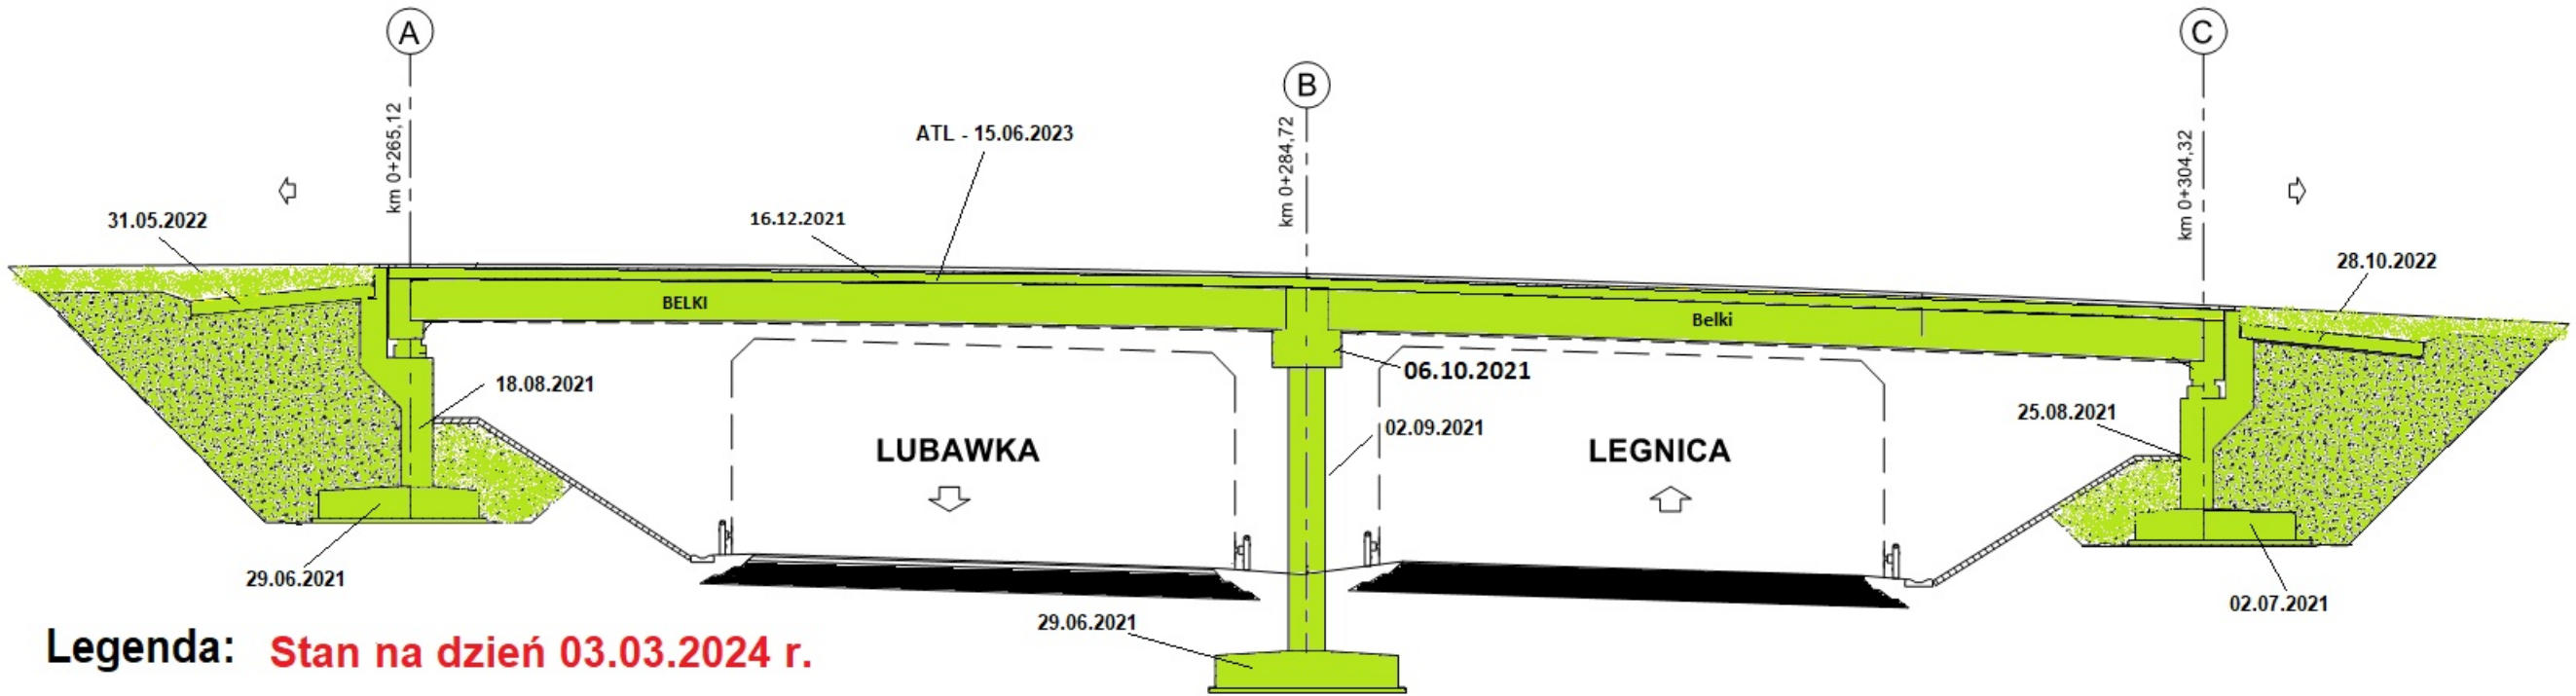 A
B
C
km 0+265,12
km 0+284,72
km 0+304,32
ATL - 15.06.2023
31.05.2022
16.12.2021
28.10.2022
BELKI
Belki
06.10.2021
18.08.2021
25.08.2021
02.09.2021
LUBAWKA
LEGNICA
29.06.2021
02.07.2021
29.06.2021
Legenda: Stan na dzień 03.03.2024 r.